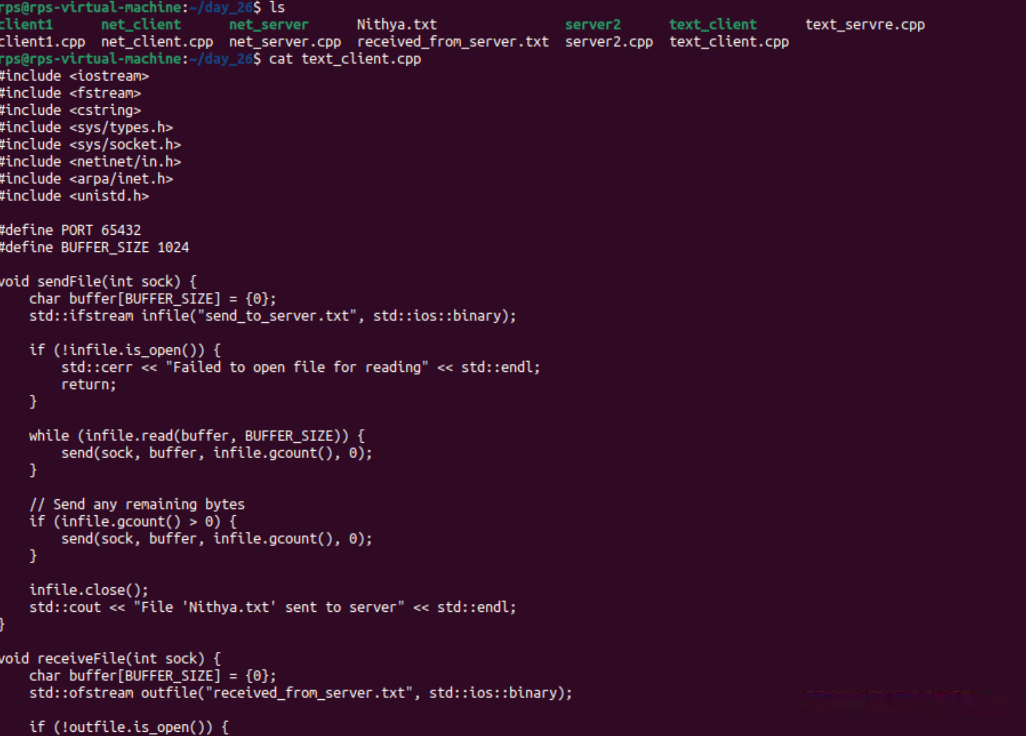 rps@rps-virtual-machine:~/day_26$ ls
client1 net_client net_server Nithya.txt server2 text_client text_servre.cpp
client1.cpp net_client.cpp net_server.cpp received_from_server.txt server2.cpp text_client.cpp
rps@rps-virtual-machine:~/day_26$ cat text_client.cpp
#include <iostream>
#include <fstream>
#include <cstring>
#include <sys/types.h>
#include <sys/socket.h>
#include <netinet/in.h>
#include <arpa/inet.h>
#include <unistd.h>
#define PORT 65432
#define BUFFER_SIZE 1024
void sendFile(int sock) {
    char buffer[BUFFER_SIZE] = {0};
    std::ifstream infile("send_to_server.txt", std::ios::binary);
    if (!infile.is_open()) {
        std::cerr << "Failed to open file for reading" << std::endl;
        return;
    }
    while (infile.read(buffer, BUFFER_SIZE)) {
        send(sock, buffer, infile.gcount(), 0);
    }
    // Send any remaining bytes
    if (infile.gcount() > 0) {
        send(sock, buffer, infile.gcount(), 0);
    }
    infile.close();
    std::cout << "File 'Nithya.txt' sent to server" << std::endl;
}
void receiveFile(int sock) {
    char buffer[BUFFER_SIZE] = {0};
    std::ofstream outfile("received_from_server.txt", std::ios::binary);
    if (!outfile.is_open()) {